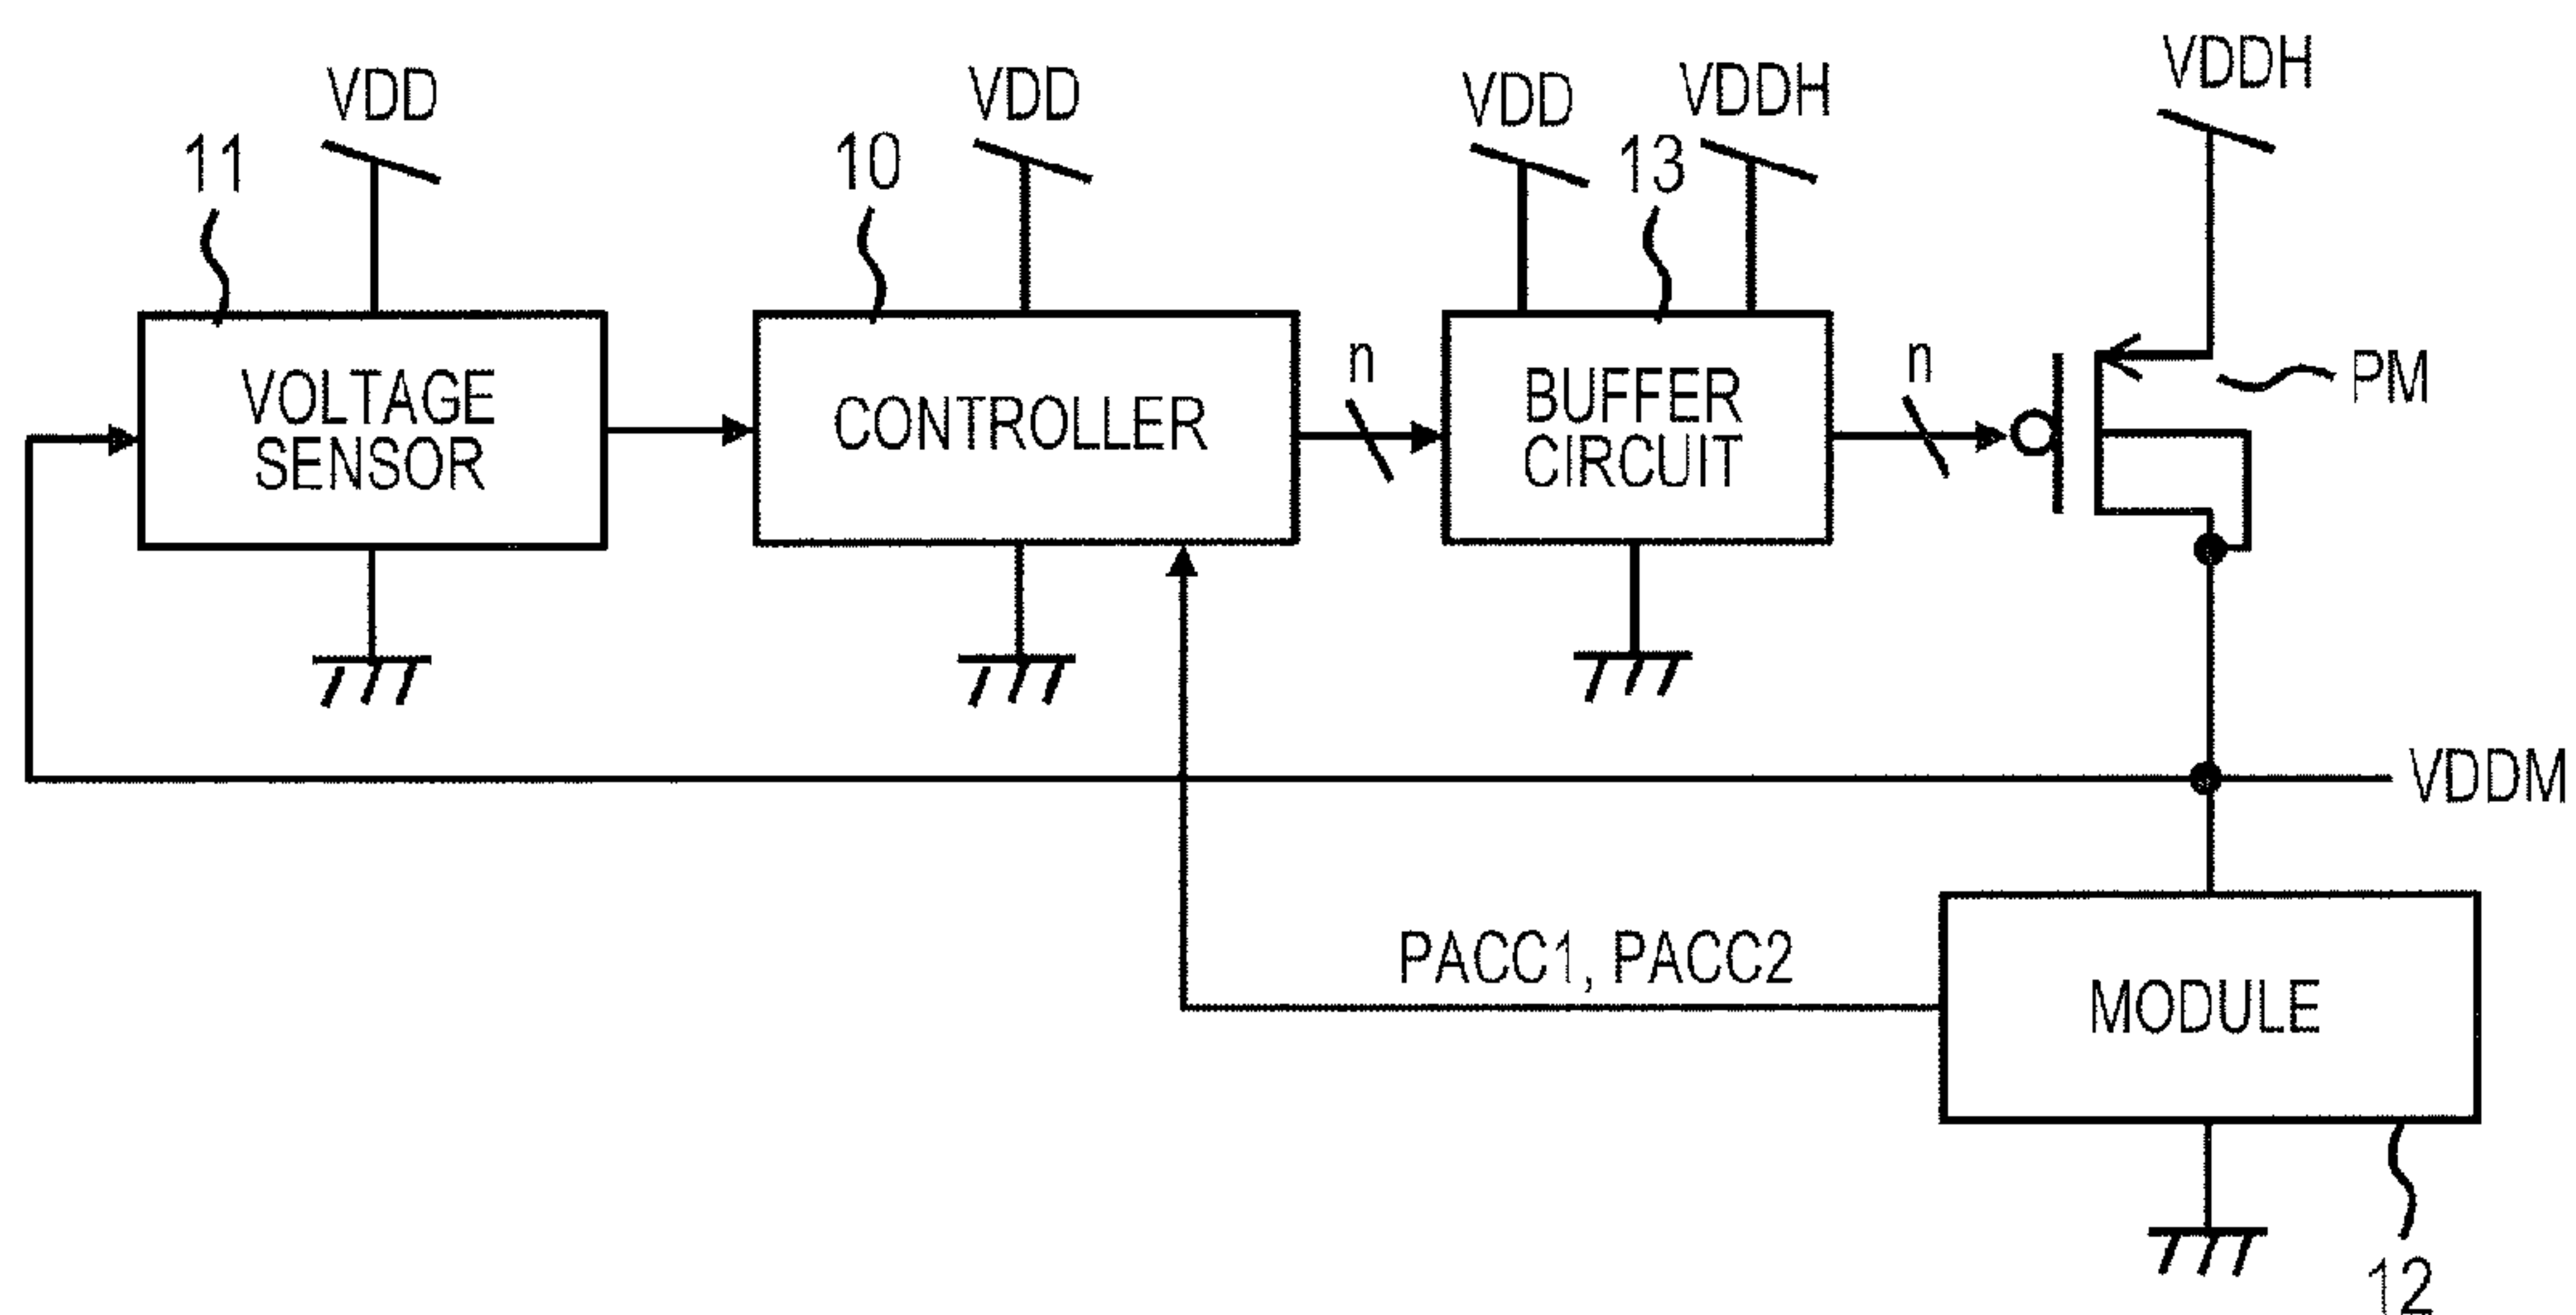 VDD
VDD
VDD
VDDH
VDDH
11
10
13
VOLTAGE
SENSOR
CONTROLLER
n
BUFFER
CIRCUIT
n
PM
VDDM
PACC1, PACC2
MODULE
12